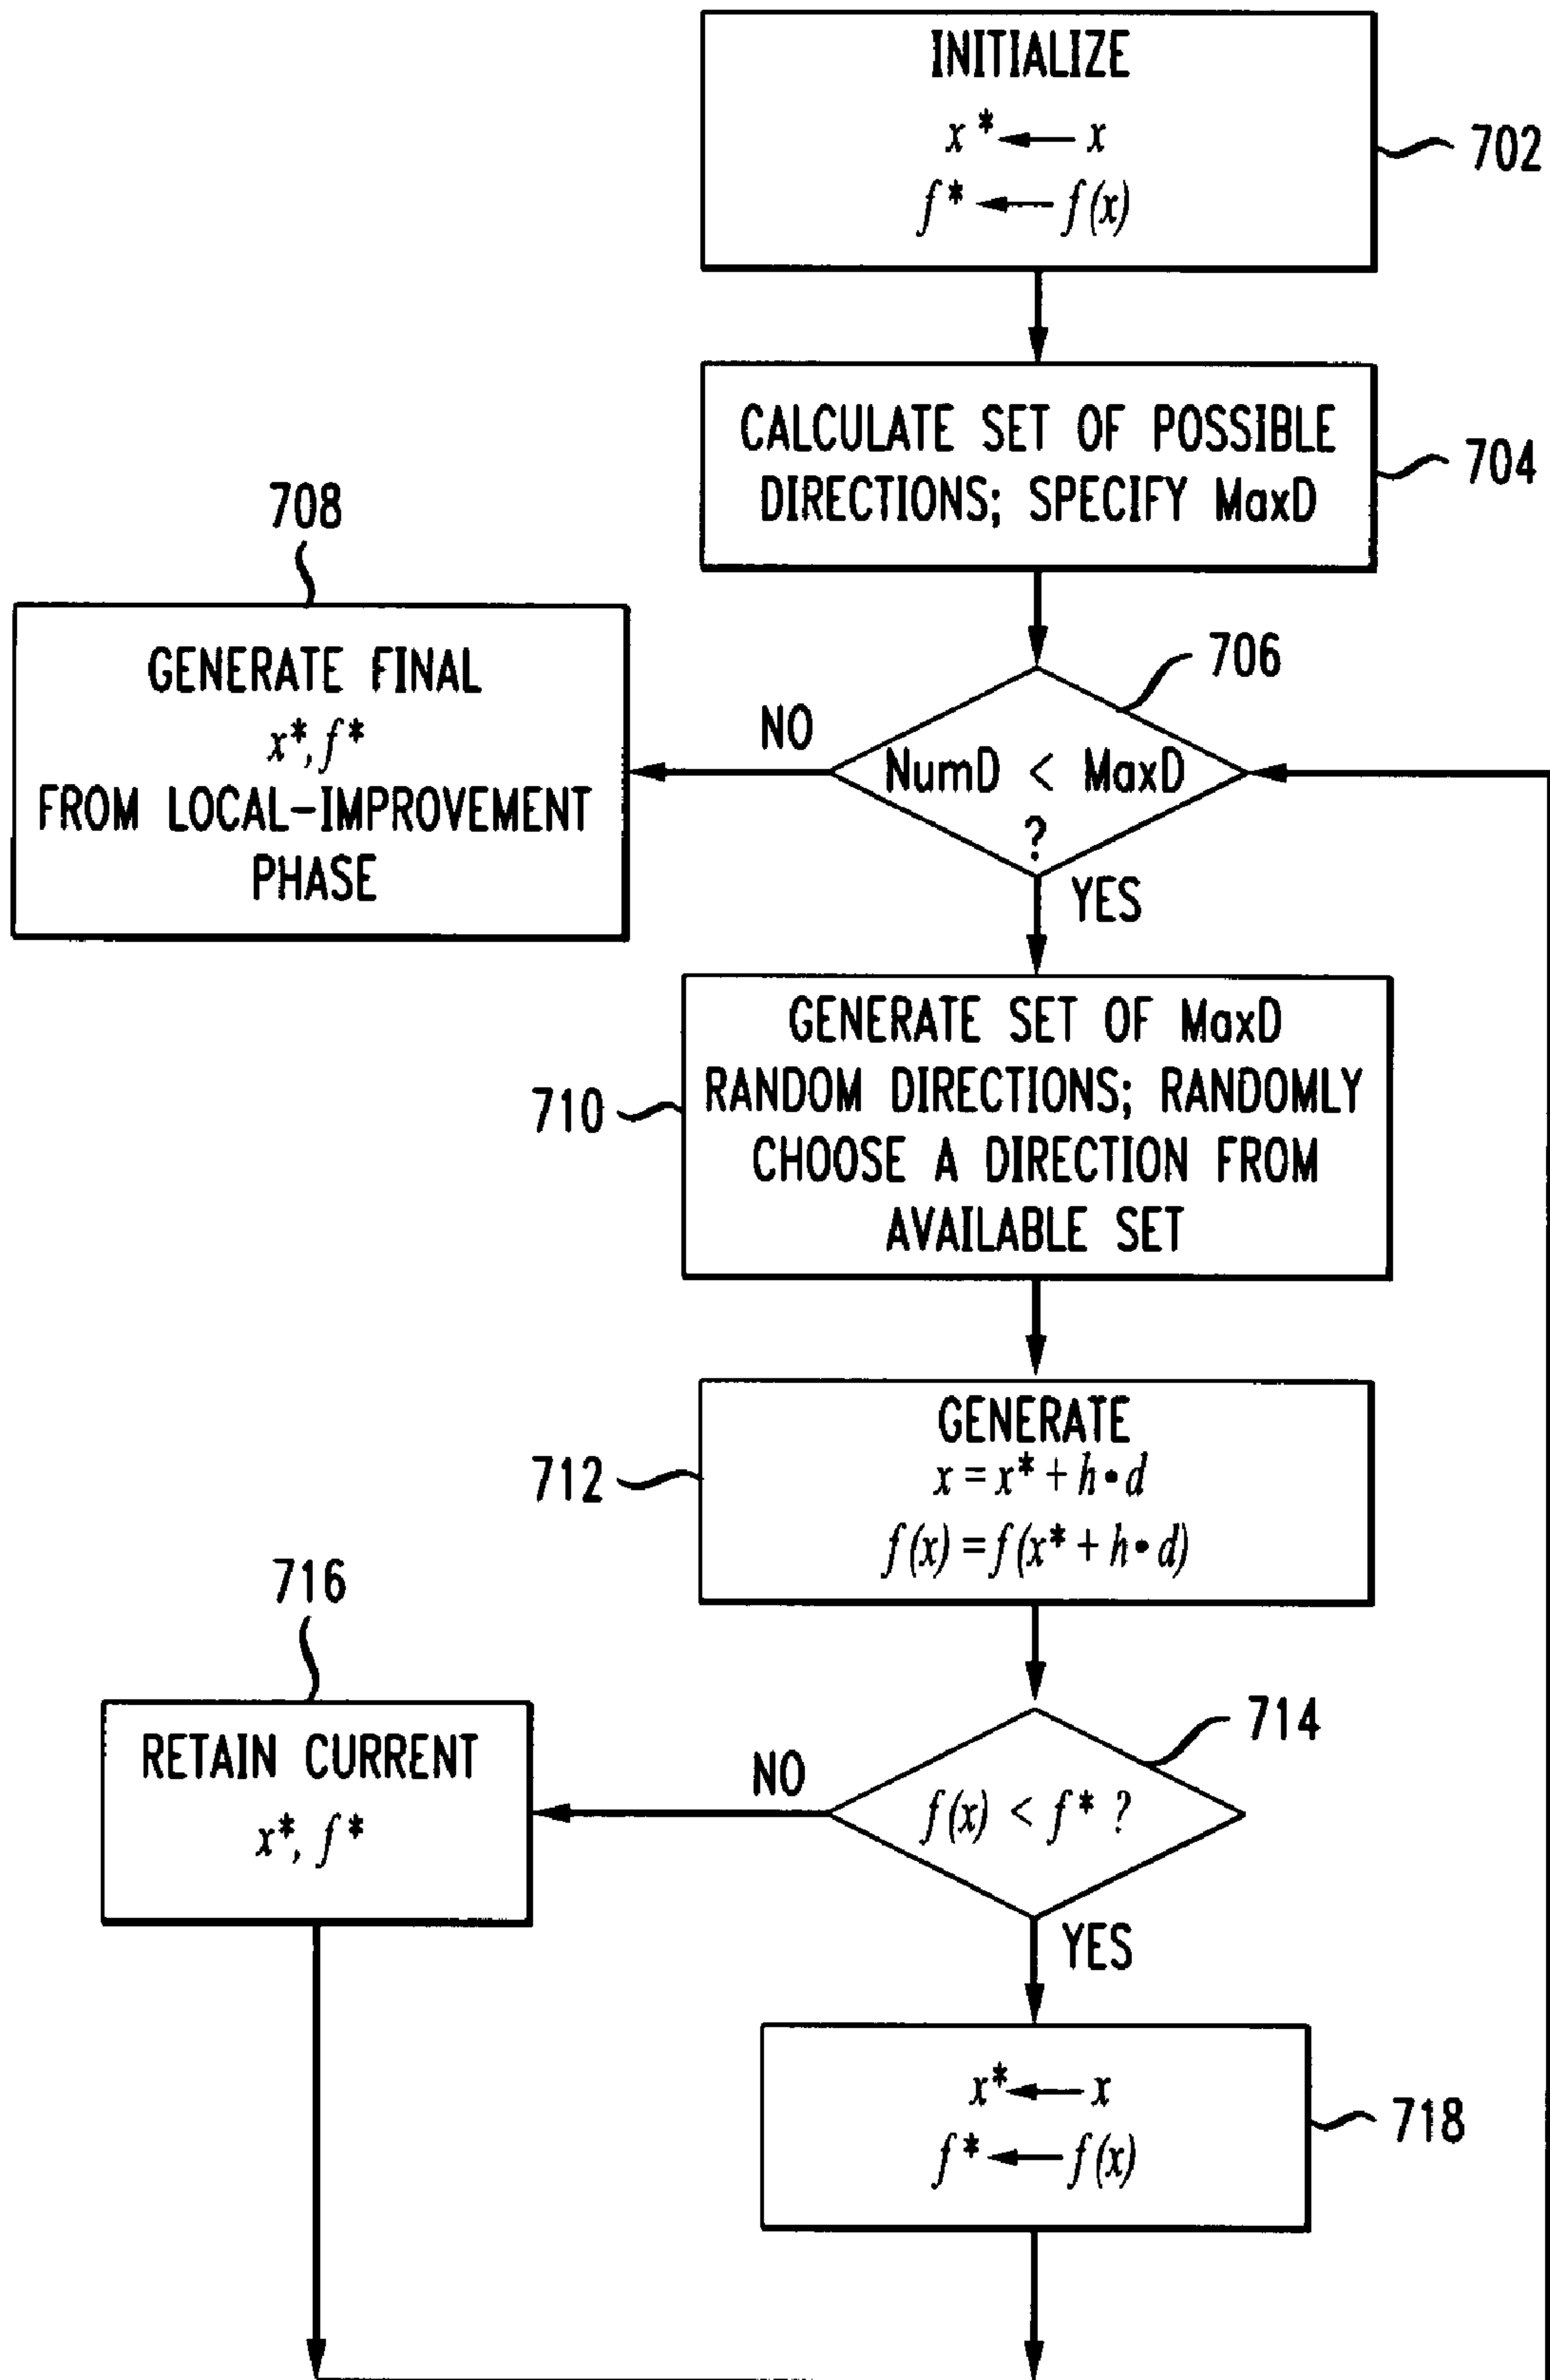 INITIALIZE
x* ← x
f* ← f(x)
702
CALCULATE SET OF POSSIBLE
DIRECTIONS; SPECIFY MaxD
704
708
GENERATE FINAL
x*, f*
FROM LOCAL-IMPROVEMENT
PHASE
NO
706
NumD < MaxD
?
YES
710
GENERATE SET OF MaxD
RANDOM DIRECTIONS; RANDOMLY
CHOOSE A DIRECTION FROM
AVAILABLE SET
712
GENERATE
x = x* + h • d
f(x) = f(x* + h • d)
716
RETAIN CURRENT
x*, f*
NO
714
f(x) < f* ?
YES
x* ← x
f* ← f(x)
718